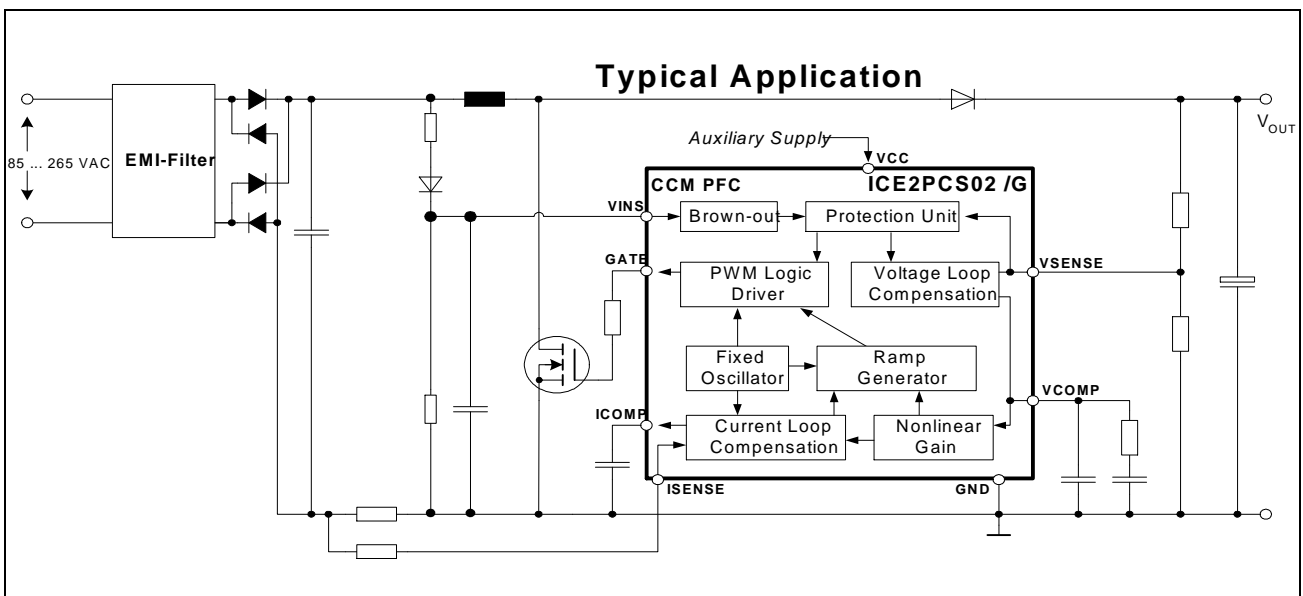 Typical Application
Auxiliary Supply
VCC
V OUT
85 ... 265 VAC
EMI-Filter
CCM PFC
ICE2PCS02 /G
VINS
Brown-out
Protection Unit
GATE
PWM Logic
Driver
Voltage Loop
Compensation
VSENSE
Fixed
Oscillator
Ramp
Generator
VCOMP
ICOMP
Current Loop
Compensation
Nonlinear
Gain
ISENSE
GND